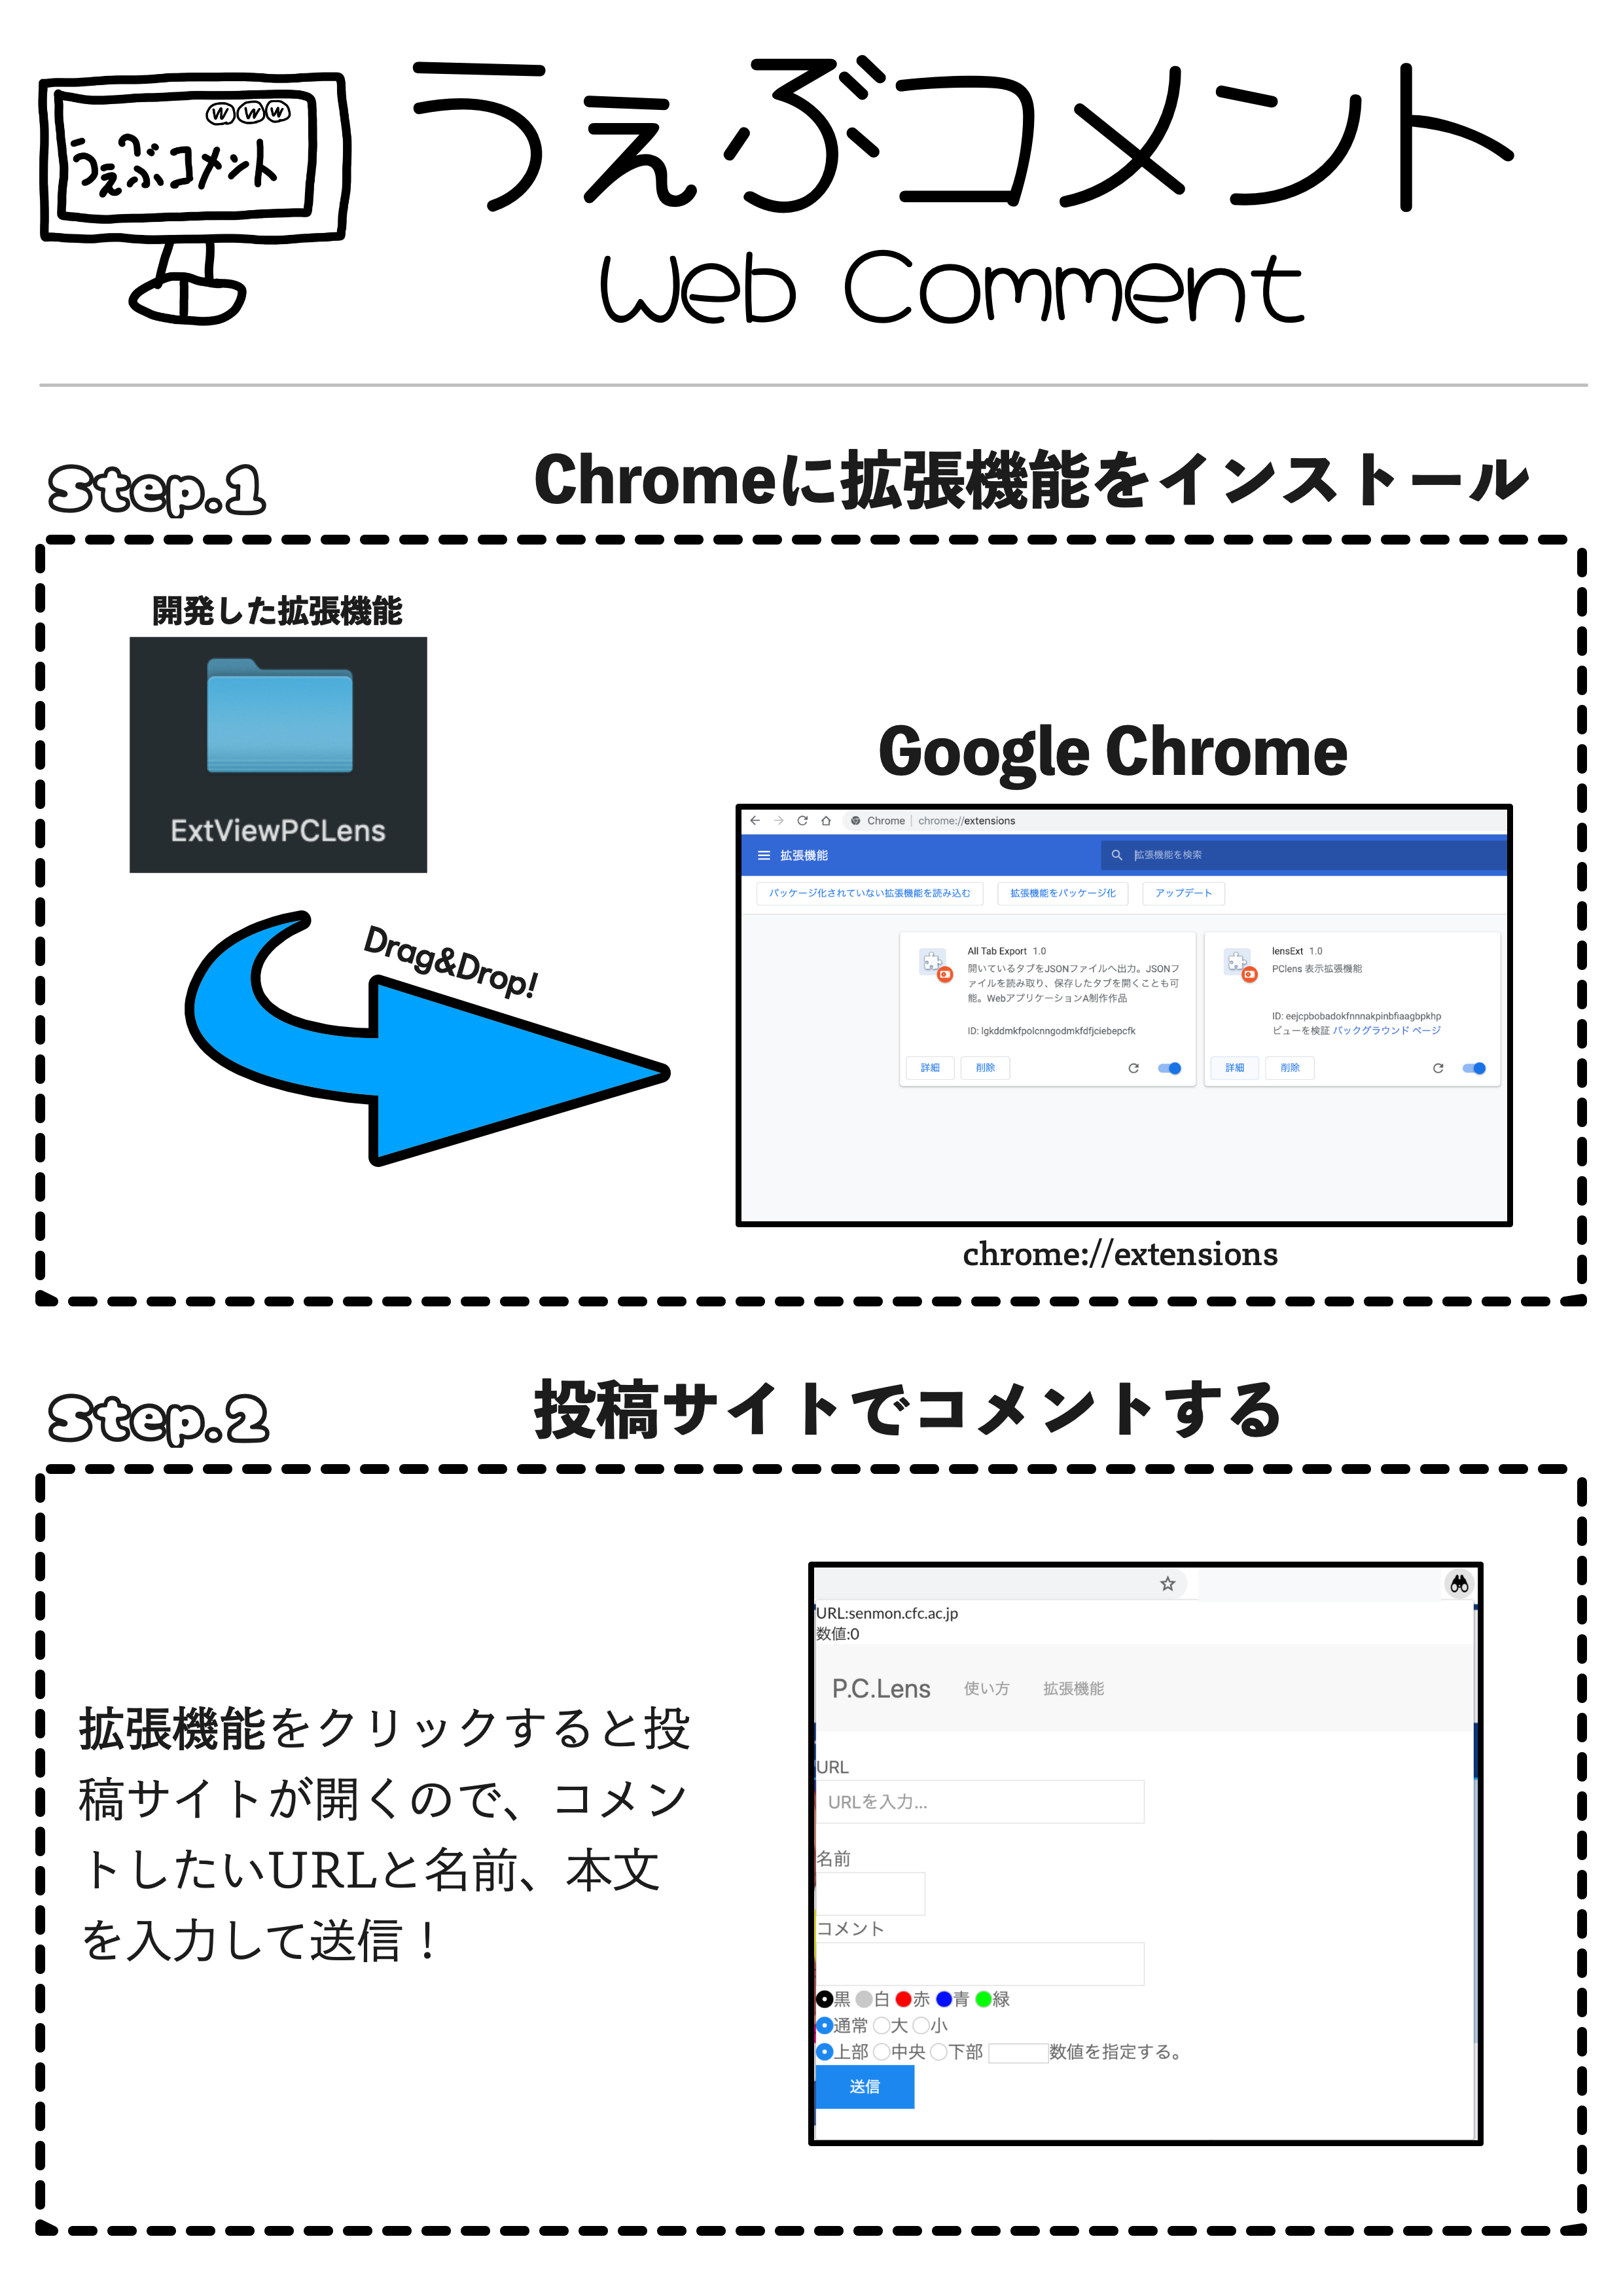 www
うぇぶコメント
うぇぶコメント
Web Comment
Step.1
Chromeに拡張機能をインストール
開発した拡張機能
ExtViewPCLens
Drag&Drop!
Google Chrome
Chrome | chrome://extensions
拡張機能
拡張機能を検索
パッケージ化されていない拡張機能を読み込む
拡張機能をパッケージ化
アップデート
All Tab Export 1.0
開いているタブをJSONファイルへ出力。JSONフ
ァイルを読み取り、保存したタブを開くことも可
能。WebアプリケーションA制作作品
ID: lgkddmkfpolcnngodmkfdfjciebepcfk
詳細
削除
lensExt 1.0
PClens 表示拡張機能
ID: eejcpbobadokfnnnakpinbfiaagbpkhp
ビューを検証 バックグラウンド ページ
詳細
削除
chrome://extensions
Step.2
投稿サイトでコメントする
拡張機能をクリックすると投
稿サイトが開くので、コメン
トしたいURLと名前、本文
を入力して送信！
URL:senmon.cfc.ac.jp
数値:0
P.C.Lens 使い方 拡張機能
URL
URLを入力...
名前
コメント
黒 白 赤 青 緑
通常 大 小
上部 中央 下部 数値を指定する。
送信